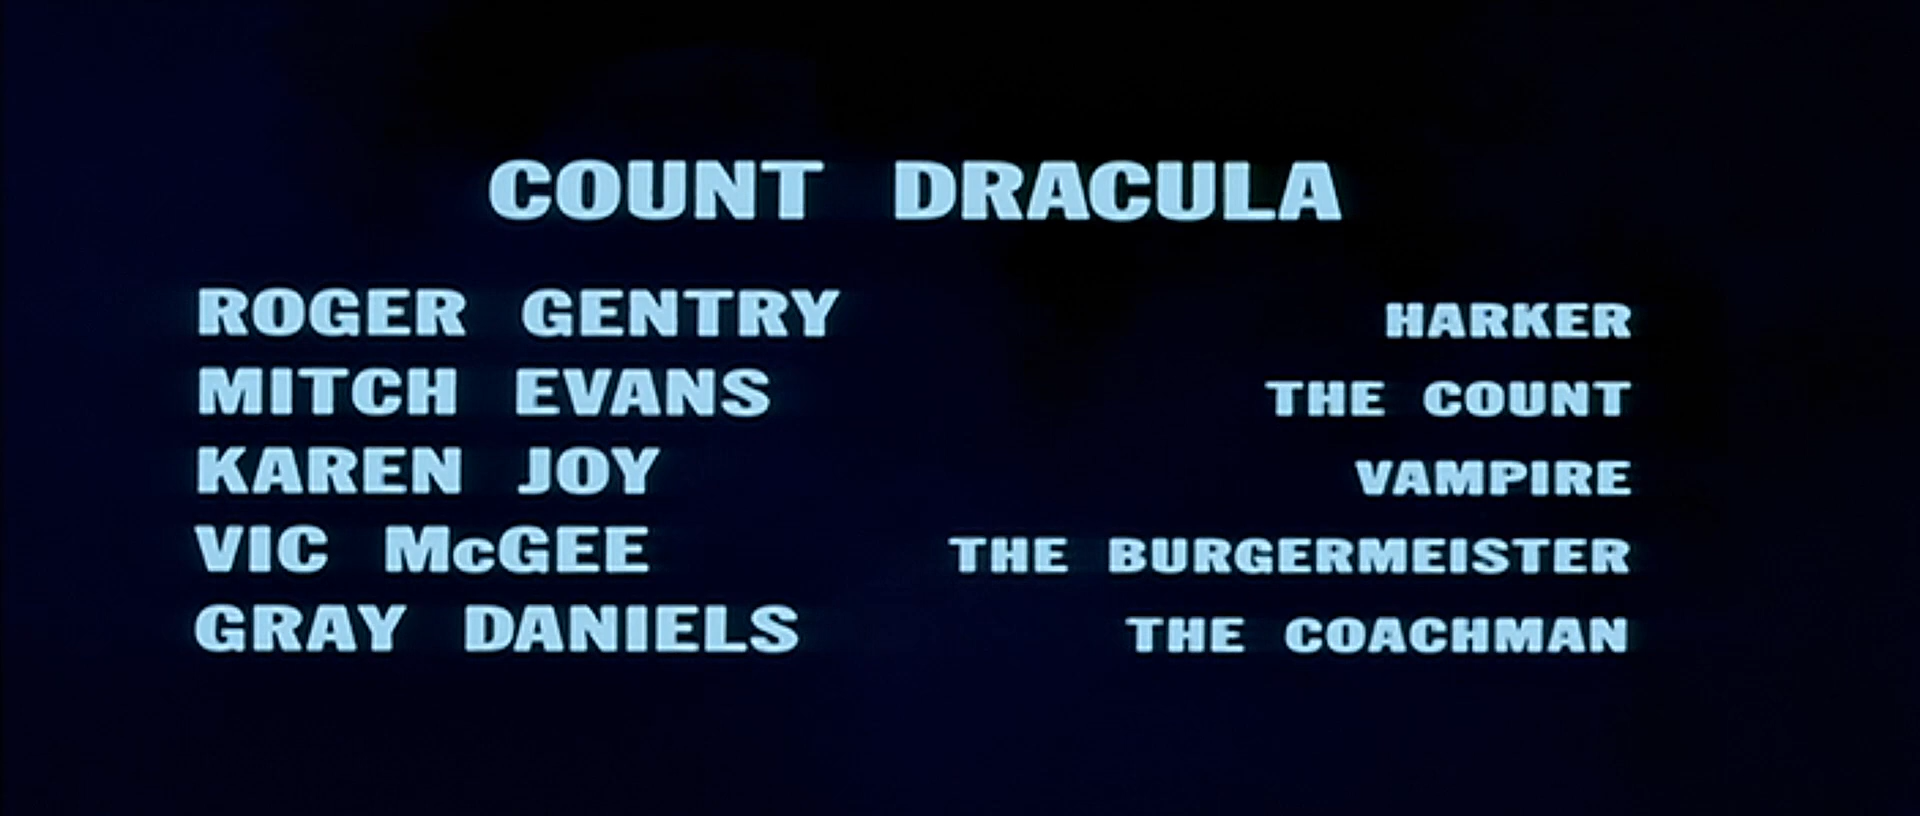 COUNT DRACULA
ROGER GENTRY HARKER
MITCH EVANS THE COUNT
KAREN JOY VAMPIRE
VIC McGEE THE BURGERMEISTER
GRAY DANIELS THE COACHMAN